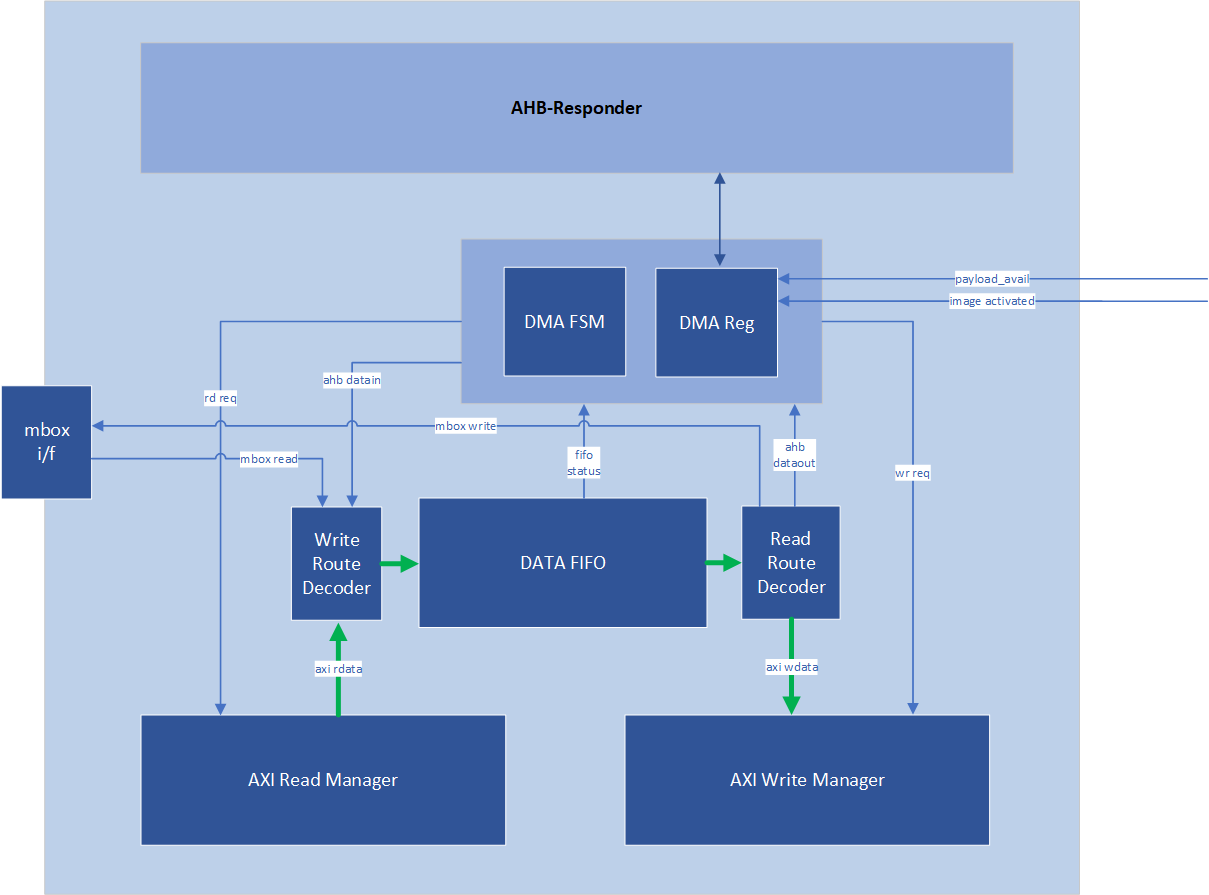 AHB-Responder
DMA FSM
DMA Reg
payload_avail
image activated
ahb datain
rd req
mbox
i/f
mbox write
mbox read
fifo
status
ahb
dataout
wr req
Write
Route
Decoder
DATA FIFO
Read
Route
Decoder
axi rdata
axi wdata
AXI Read Manager
AXI Write Manager